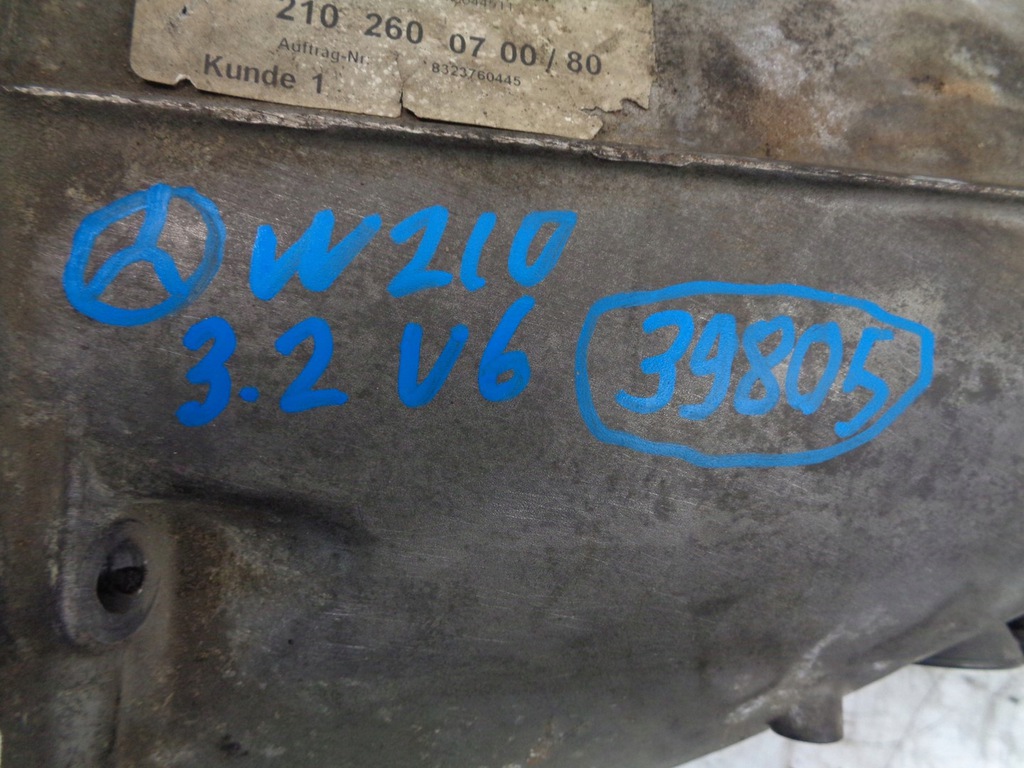 210 260 07 00 / 80
Auftrag-Nr. 8323760445
Kunde 1
W210
3.2 V6
39805